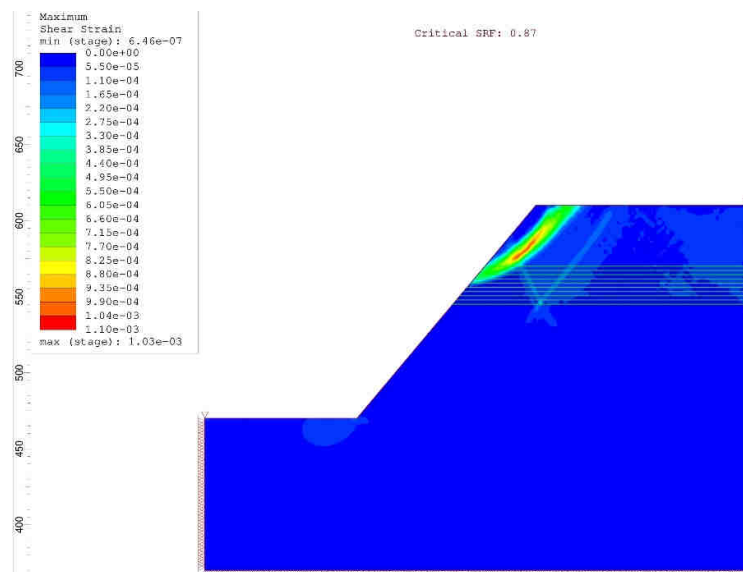 Maximum
Shear Strain
min (stage): 6.46e-07
0.00e+00
5.50e-05
1.10e-04
1.65e-04
2.20e-04
2.75e-04
3.30e-04
3.85e-04
4.40e-04
4.95e-04
5.50e-04
6.05e-04
6.60e-04
7.15e-04
7.70e-04
8.25e-04
8.80e-04
9.35e-04
9.90e-04
1.04e-03
1.10e-03
max (stage): 1.03e-03
Critical SRF: 0.87
700
650
600
550
500
450
400